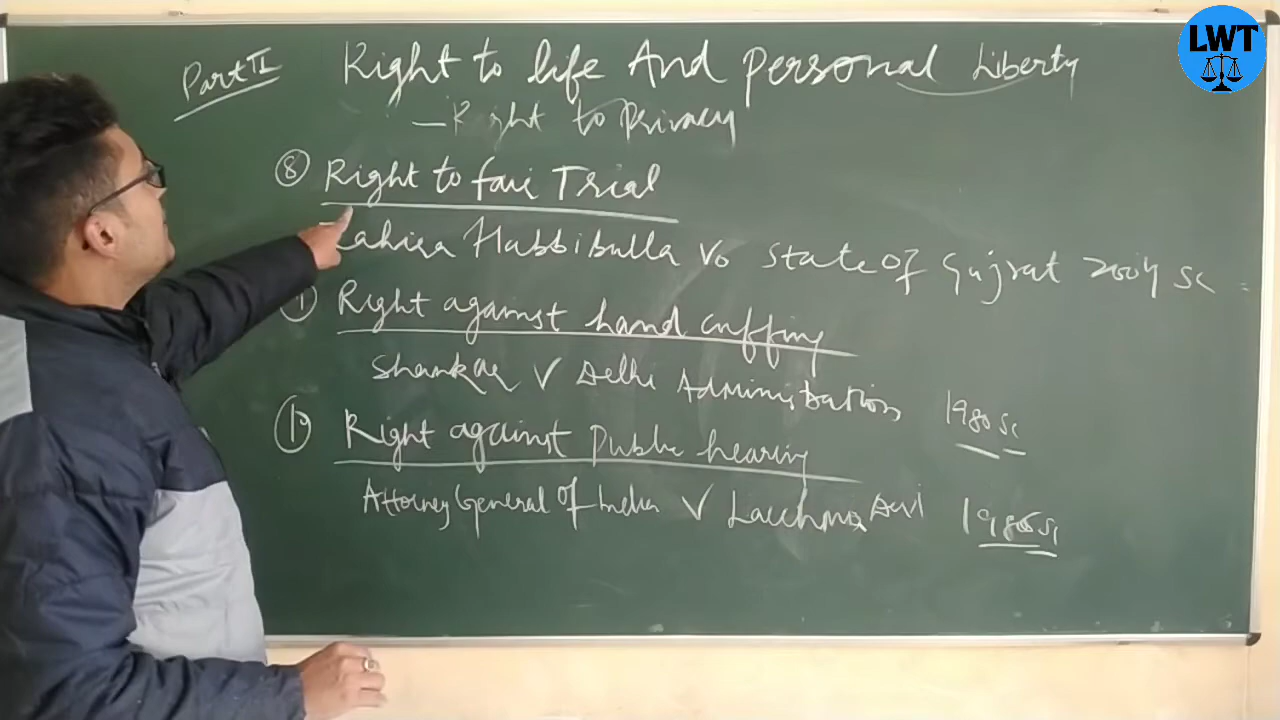 LWT
Part II
Right to life And personal Liberty
– Right to Privacy
⑧ Right to fair Trial
Zahira Habbibulla Vs State Of Gujrat 2004 SC
Right against hand cuffing
Shankar V Delhi Administration 1980 SC
⑩ Right against public hearing
Attorney General Of India V Lacchma Devi 1986 SC